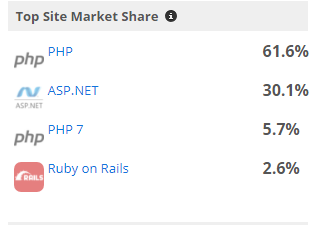 Top Site Market Share
php PHP 61.6%
ASP.NET ASP.NET 30.1%
php PHP 7 5.7%
RAILS Ruby on Rails 2.6%